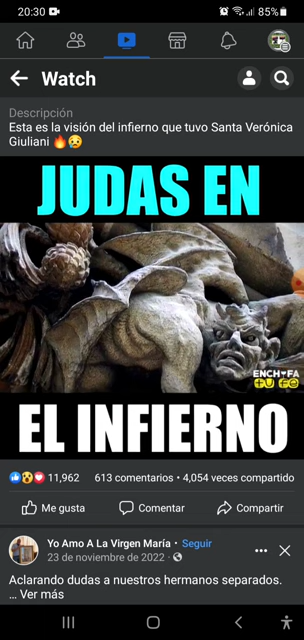 20:30
85%
Watch
Descripción
Esta es la visión del infierno que tuvo Santa Verónica
Giuliani 🔥😥
JUDAS EN
ENCHUFA
TU FE
EL INFIERNO
11,962 613 comentarios • 4,054 veces compartido
Me gusta Comentar Compartir
Yo Amo A La Virgen María • Seguir
23 de noviembre de 2022 •
Aclarando dudas a nuestros hermanos separados.
... Ver más